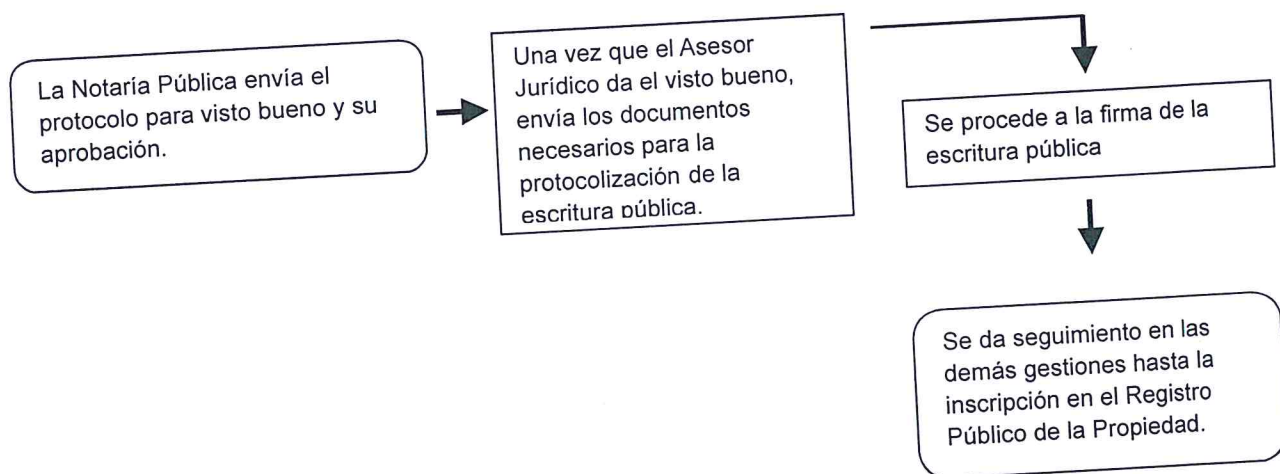 La Notaría Pública envía el
protocolo para visto bueno y su
aprobación.
Una vez que el Asesor
Jurídico da el visto bueno,
envía los documentos
necesarios para la
protocolización de la
escritura pública.
Se procede a la firma de la
escritura pública
Se da seguimiento en las
demás gestiones hasta la
inscripción en el Registro
Público de la Propiedad.